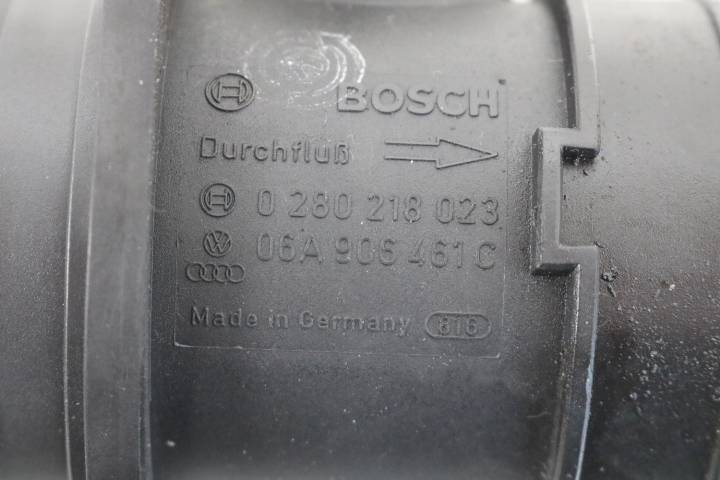 BOSCH
Durchfluß
0 280 218 023
06A 906 461 C
Made in Germany 816